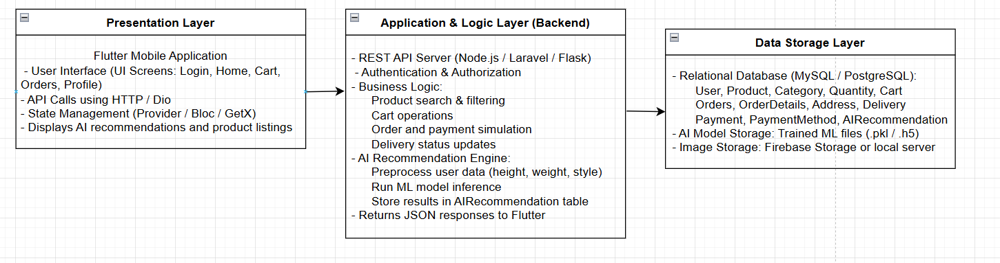 Presentation Layer
Flutter Mobile Application
- User Interface (UI Screens: Login, Home, Cart,
Orders, Profile)
- API Calls using HTTP / Dio
- State Management (Provider / Bloc / GetX)
- Displays AI recommendations and product listings
Application & Logic Layer (Backend)
- REST API Server (Node.js / Laravel / Flask)
- Authentication & Authorization
- Business Logic:
Product search & filtering
Cart operations
Order and payment simulation
Delivery status updates
- AI Recommendation Engine:
Preprocess user data (height, weight, style)
Run ML model inference
Store results in AIRecommendation table
- Returns JSON responses to Flutter
Data Storage Layer
- Relational Database (MySQL / PostgreSQL):
User, Product, Category, Quantity, Cart
Orders, OrderDetails, Address, Delivery
Payment, PaymentMethod, AIRecommendation
- AI Model Storage: Trained ML files (.pkl / .h5)
- Image Storage: Firebase Storage or local server